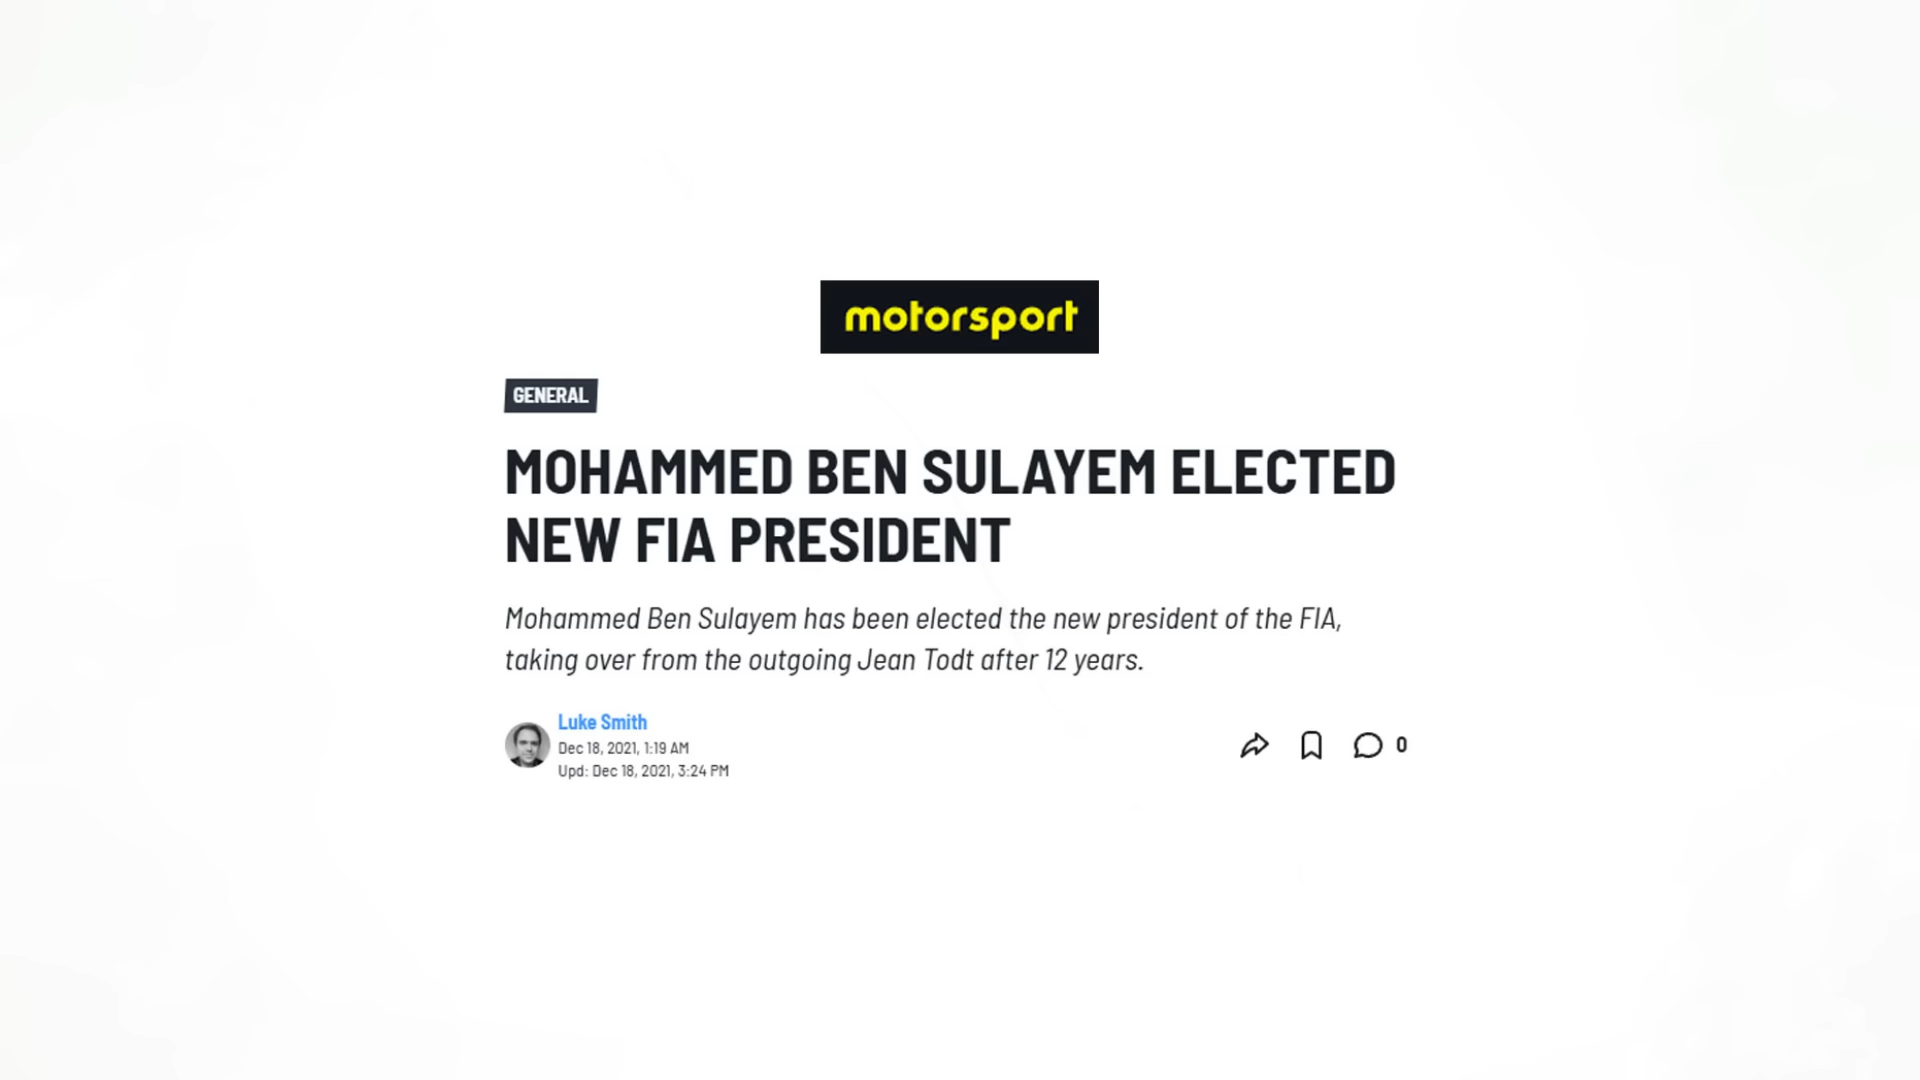 motorsport
GENERAL
MOHAMMED BEN SULAYEM ELECTED
NEW FIA PRESIDENT
Mohammed Ben Sulayem has been elected the new president of the FIA,
taking over from the outgoing Jean Todt after 12 years.
Luke Smith
Dec 18, 2021, 1:19 AM
Upd: Dec 18, 2021, 3:24 PM
0